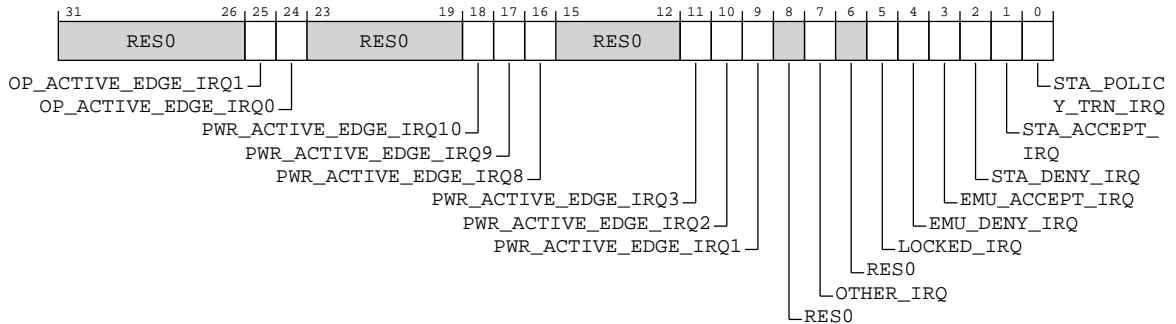 31 26 25 24 23 19 18 17 16 15 12 11 10 9 8 7 6 5 4 3 2 1 0
RES0 RES0 RES0
OP_ACTIVE_EDGE_IRQ1 STA_POLIC
OP_ACTIVE_EDGE_IRQ0 Y_TRN_IRQ
PWR_ACTIVE_EDGE_IRQ10 STA_ACCEPT_
PWR_ACTIVE_EDGE_IRQ9 IRQ
PWR_ACTIVE_EDGE_IRQ8 STA_DENY_IRQ
PWR_ACTIVE_EDGE_IRQ3 EMU_ACCEPT_IRQ
PWR_ACTIVE_EDGE_IRQ2 EMU_DENY_IRQ
PWR_ACTIVE_EDGE_IRQ1 LOCKED_IRQ
RES0
OTHER_IRQ
RES0